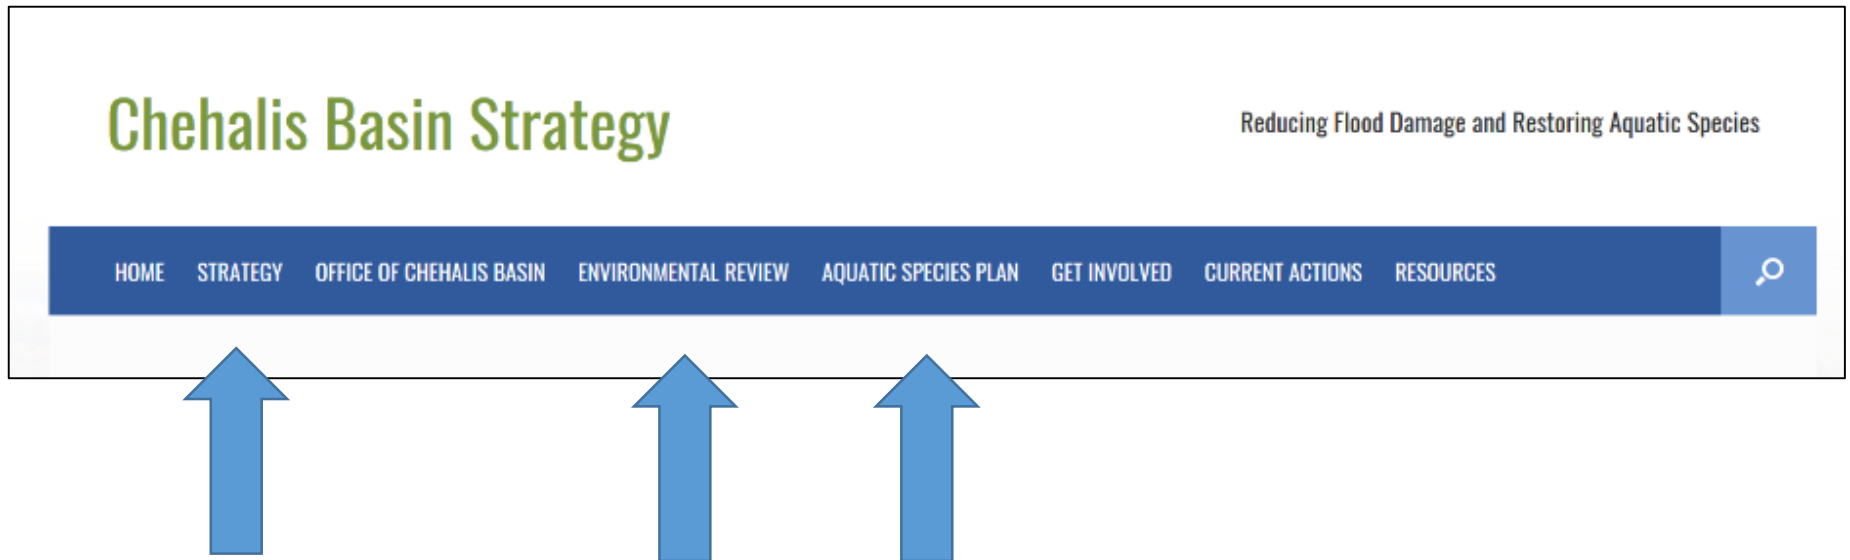 Chehalis Basin Strategy
Reducing Flood Damage and Restoring Aquatic Species
HOME STRATEGY OFFICE OF CHEHALIS BASIN ENVIRONMENTAL REVIEW AQUATIC SPECIES PLAN GET INVOLVED CURRENT ACTIONS RESOURCES